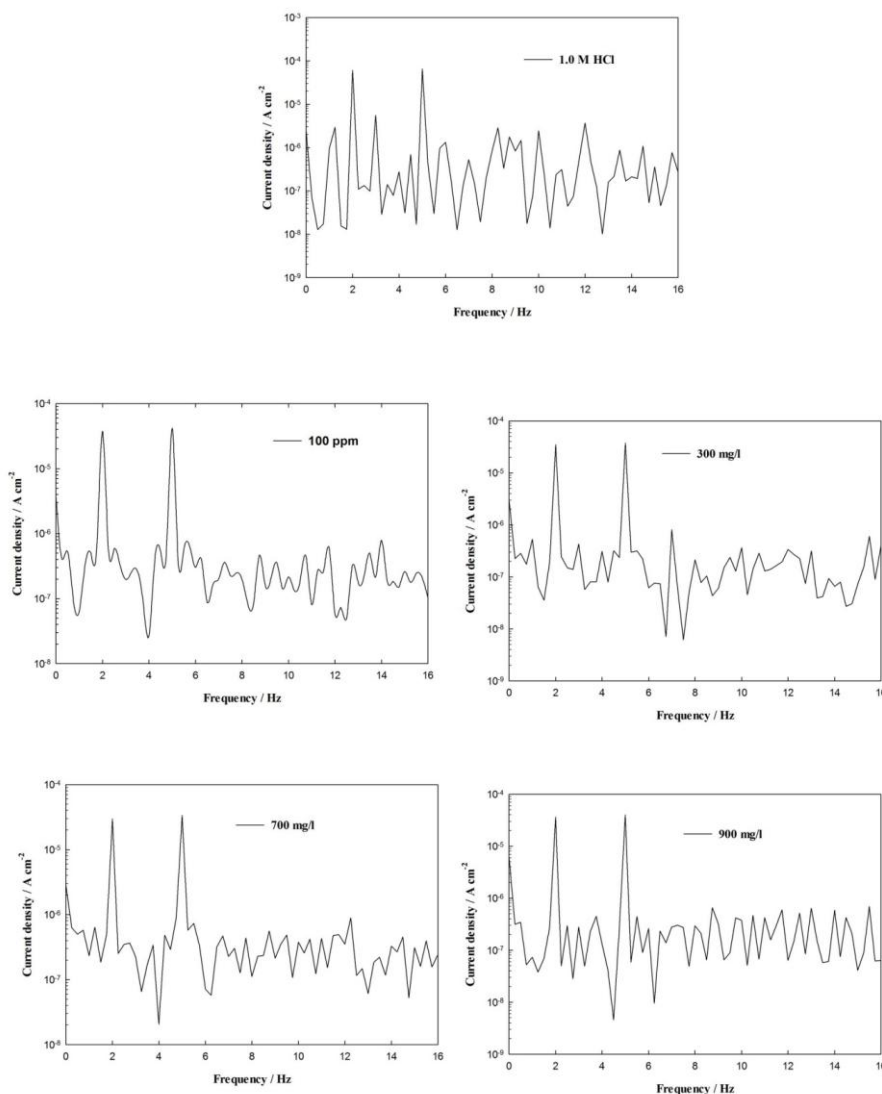 10⁻³
1.0 M HCl
10⁻⁴
10⁻⁵
10⁻⁶
10⁻⁷
10⁻⁸
10⁻⁹
Current density / A cm⁻²
0 2 4 6 8 10 12 14 16
Frequency / Hz
10⁻⁴
100 ppm
10⁻⁵
10⁻⁶
10⁻⁷
10⁻⁸
Current density / A cm⁻²
0 2 4 6 8 10 12 14 16
Frequency / Hz
10⁻⁴
300 mg/l
10⁻⁵
10⁻⁶
10⁻⁷
10⁻⁸
10⁻⁹
Current density / A cm⁻²
0 2 4 6 8 10 12 14 16
Frequency / Hz
10⁻⁴
700 mg/l
10⁻⁵
10⁻⁶
10⁻⁷
10⁻⁸
Current density / A cm⁻²
0 2 4 6 8 10 12 14 16
Frequency / Hz
10⁻⁴
900 mg/l
10⁻⁵
10⁻⁶
10⁻⁷
10⁻⁸
10⁻⁹
Current density / A cm⁻²
0 2 4 6 8 10 12 14 16
Frequency / Hz